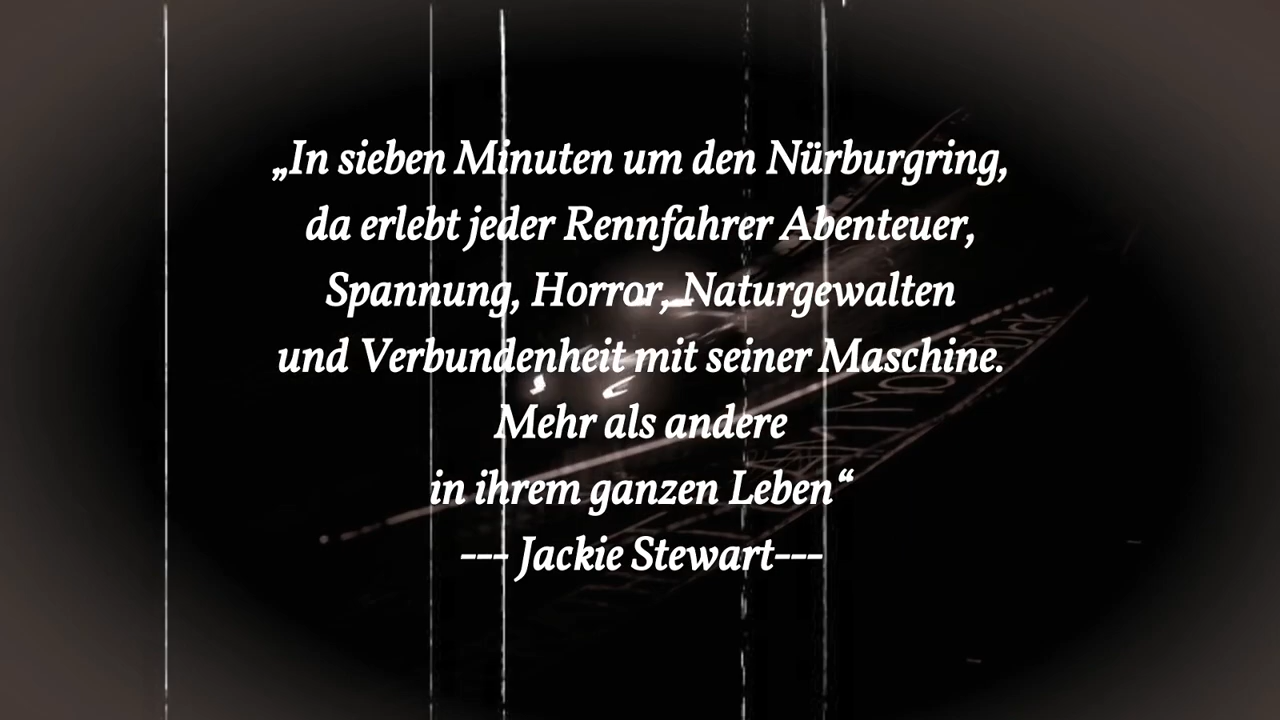 „In sieben Minuten um den Nürburgring,
da erlebt jeder Rennfahrer Abenteuer,
Spannung, Horror, Naturgewalten
und Verbundenheit mit seiner Maschine.
Mehr als andere
in ihrem ganzen Leben“
--- Jackie Stewart---